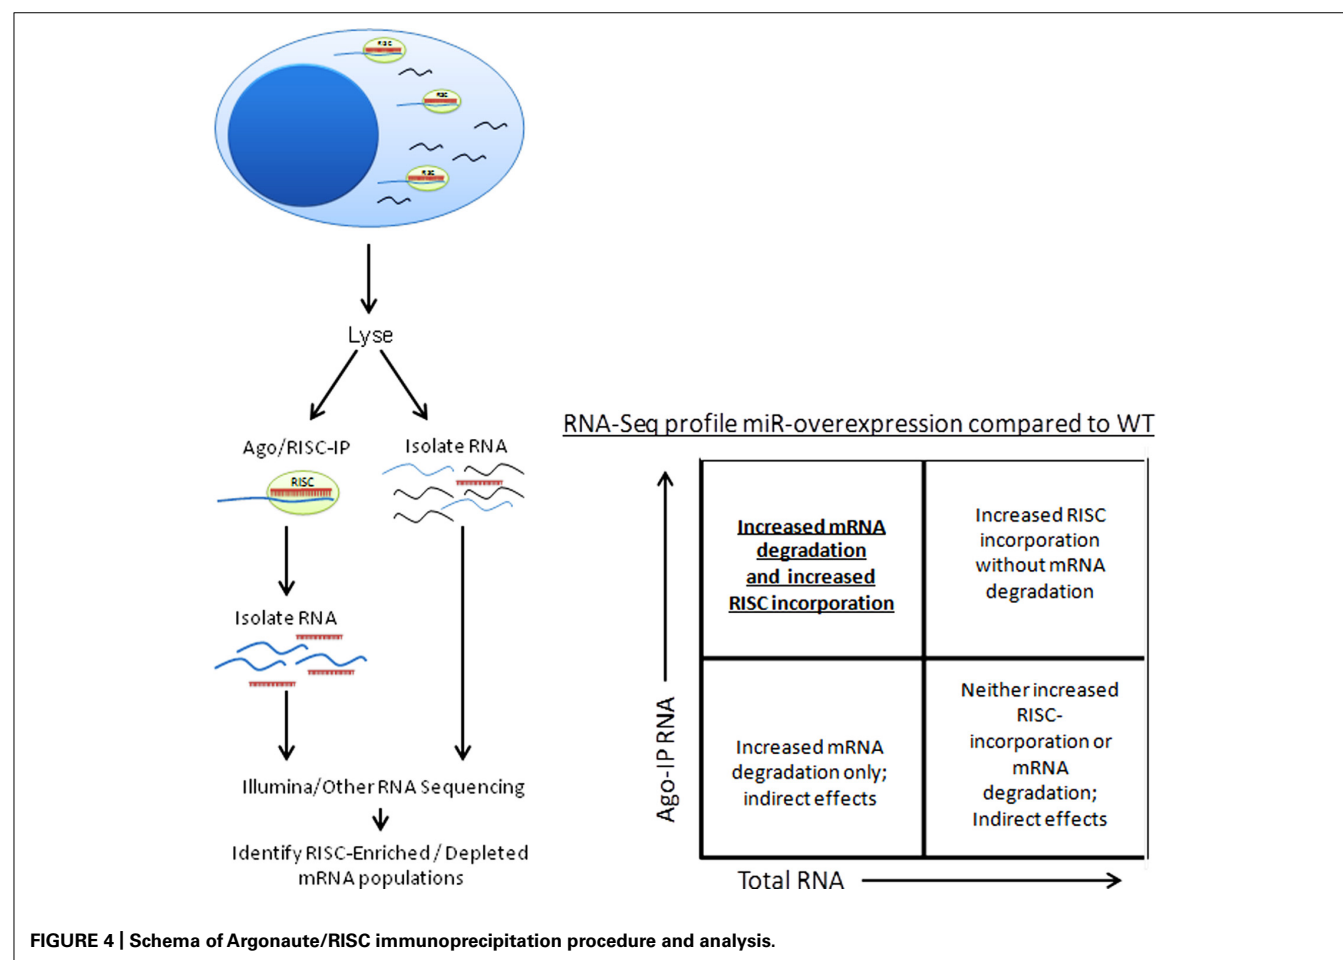 RISC
RISC
RISC
Lyse
Ago/RISC-IP
Isolate RNA
RISC
Isolate RNA
Illumina/Other RNA Sequencing
Identify RISC-Enriched / Depleted
mRNA populations
RNA-Seq profile miR-overexpression compared to WT
Ago-IP RNA
Increased mRNA
degradation
and increased
RISC incorporation
Increased RISC
incorporation
without mRNA
degradation
Increased mRNA
degradation only;
indirect effects
Neither increased
RISC-
incorporation or
mRNA
degradation;
Indirect effects
Total RNA
FIGURE 4 | Schema of Argonaute/RISC immunoprecipitation procedure and analysis.